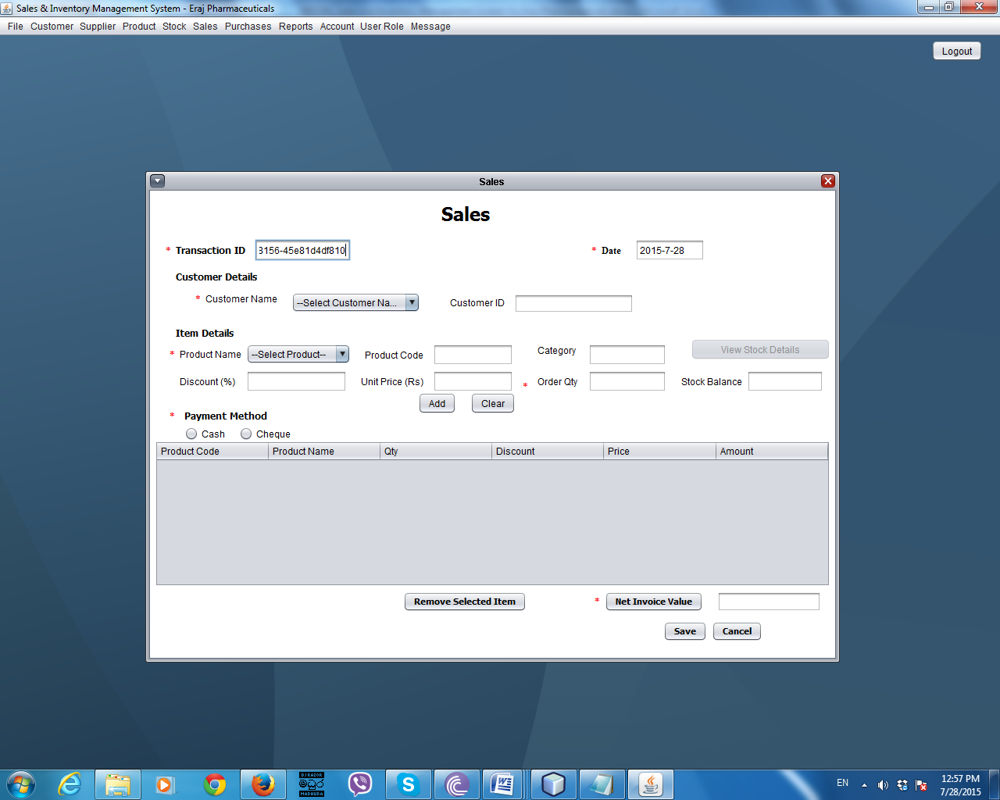 Sales & Inventory Management System - Eraj Pharmaceuticals
File Customer Supplier Product Stock Sales Purchases Reports Account User Role Message
Logout
Sales
Sales
* Transaction ID 3156-45e81d4df810 * Date 2015-7-28
Customer Details
* Customer Name --Select Customer Na... Customer ID
Item Details
* Product Name --Select Product-- Product Code Category View Stock Details
Discount (%) Unit Price (Rs) * Order Qty Stock Balance
Add Clear
* Payment Method
Cash Cheque
Product Code Product Name Qty Discount Price Amount
Remove Selected Item * Net Invoice Value
Save Cancel
DJ RAZOR
මධුර
MADHURA
EN 12:57 PM
7/28/2015